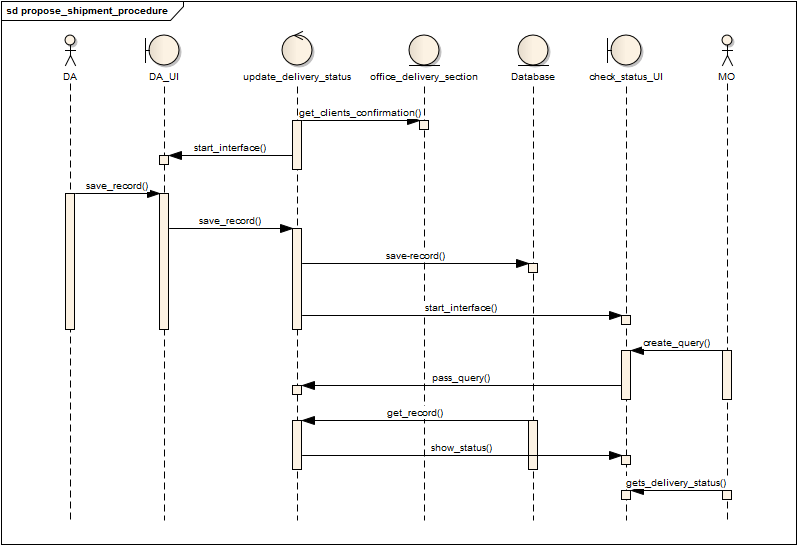 sd propose_shipment_procedure
DA
DA_UI
update_delivery_status
office_delivery_section
Database
check_status_UI
MO
get_clients_confirmation()
start_interface()
save_record()
save_record()
save-record()
start_interface()
create_query()
pass_query()
get_record()
show_status()
gets_delivery_status()